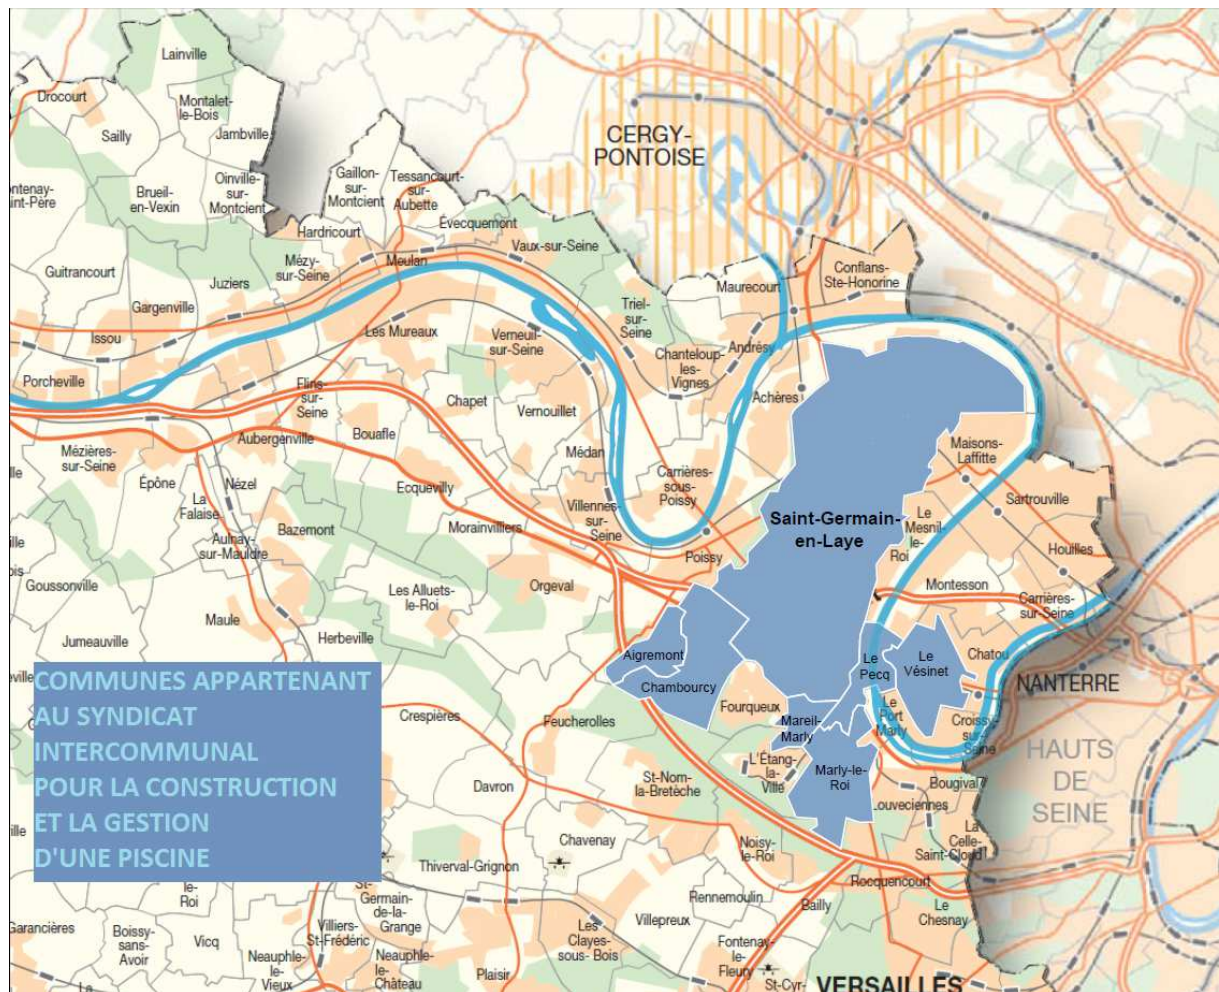 Lainville
Drocourt
Montalet-
le-Bois
Sailly
Jambville
CERGY-
PONTOISE
Gaillon-
sur-
Montcient
Tessancourt-
sur-
Aubette
Oinville-
sur-
Montcient
Brueil-
en-Vexin
Évecquemont
Hardricourt
Vaux-sur-Seine
Mézy-
sur-Seine
Meulan
Conflans-
Ste-Honorine
Guitrancourt
Juziers
Maurecourt
Gargenville
Triel-
sur-
Seine
Issou
Les Mureaux
Verneuil-
sur-Seine
Andrésy
Chanteloup-
les-
Vignes
Porcheville
Flins-
sur-
Seine
Chapet
Vernouillet
Achères
Aubergenville
Bouafle
Maisons-
Laffitte
Mézières-
sur-Seine
Médan
Épône
Nézel
Ecquevilly
Carrières-
sous-
Poissy
Sartrouville
La
Falaise
Villennes-
sur-
Seine
Saint-Germain-
en-Laye
Le
Mesnil-
le-
Roi
Bazemont
Morainvilliers
Aulnay-
sur-Mauldre
Houilles
Poissy
Goussonville
Orgeval
Les Alluets-
le-Roi
Montesson
Carrières-
sur-Seine
Maule
Herbeville
Jumeauville
Aigremont
Chambourcy
Le
Pecq
Le
Vésinet
Chatou
NANTERRE
COMMUNES APPARTENANT
AU SYNDICAT
INTERCOMMUNAL
POUR LA CONSTRUCTION
ET LA GESTION
D'UNE PISCINE
Crespières
Feucherolles
Fourqueux
Mareil-
Marly
Le
Port
Marly
Croissy-
sur-
Seine
HAUTS
DE
SEINE
L'Étang-
la-
Ville
Marly-le-
Roi
St-Nom-
la-Bretèche
Davron
Bougival
Louveciennes
La
Celle-
Saint-Cloud
Chavenay
Noisy-
le-Roi
Thiverval-Grignon
Rocquencourt
le-
Roi
St-
Germain-
de-la-
Grange
Rennemoulin
Bailly
Le
Chesnay
Garancières
Boissy-
sans-
Avoir
Vicq
Villiers-
St-Frédéric
Les
Clayes-
sous- Bois
Villepreux
Fontenay-
le-
Fleury
Neauphle-
le-
Vieux
Neauphle-
le-
Château
Plaisir
St-Cyr-
VERSAILLES
La